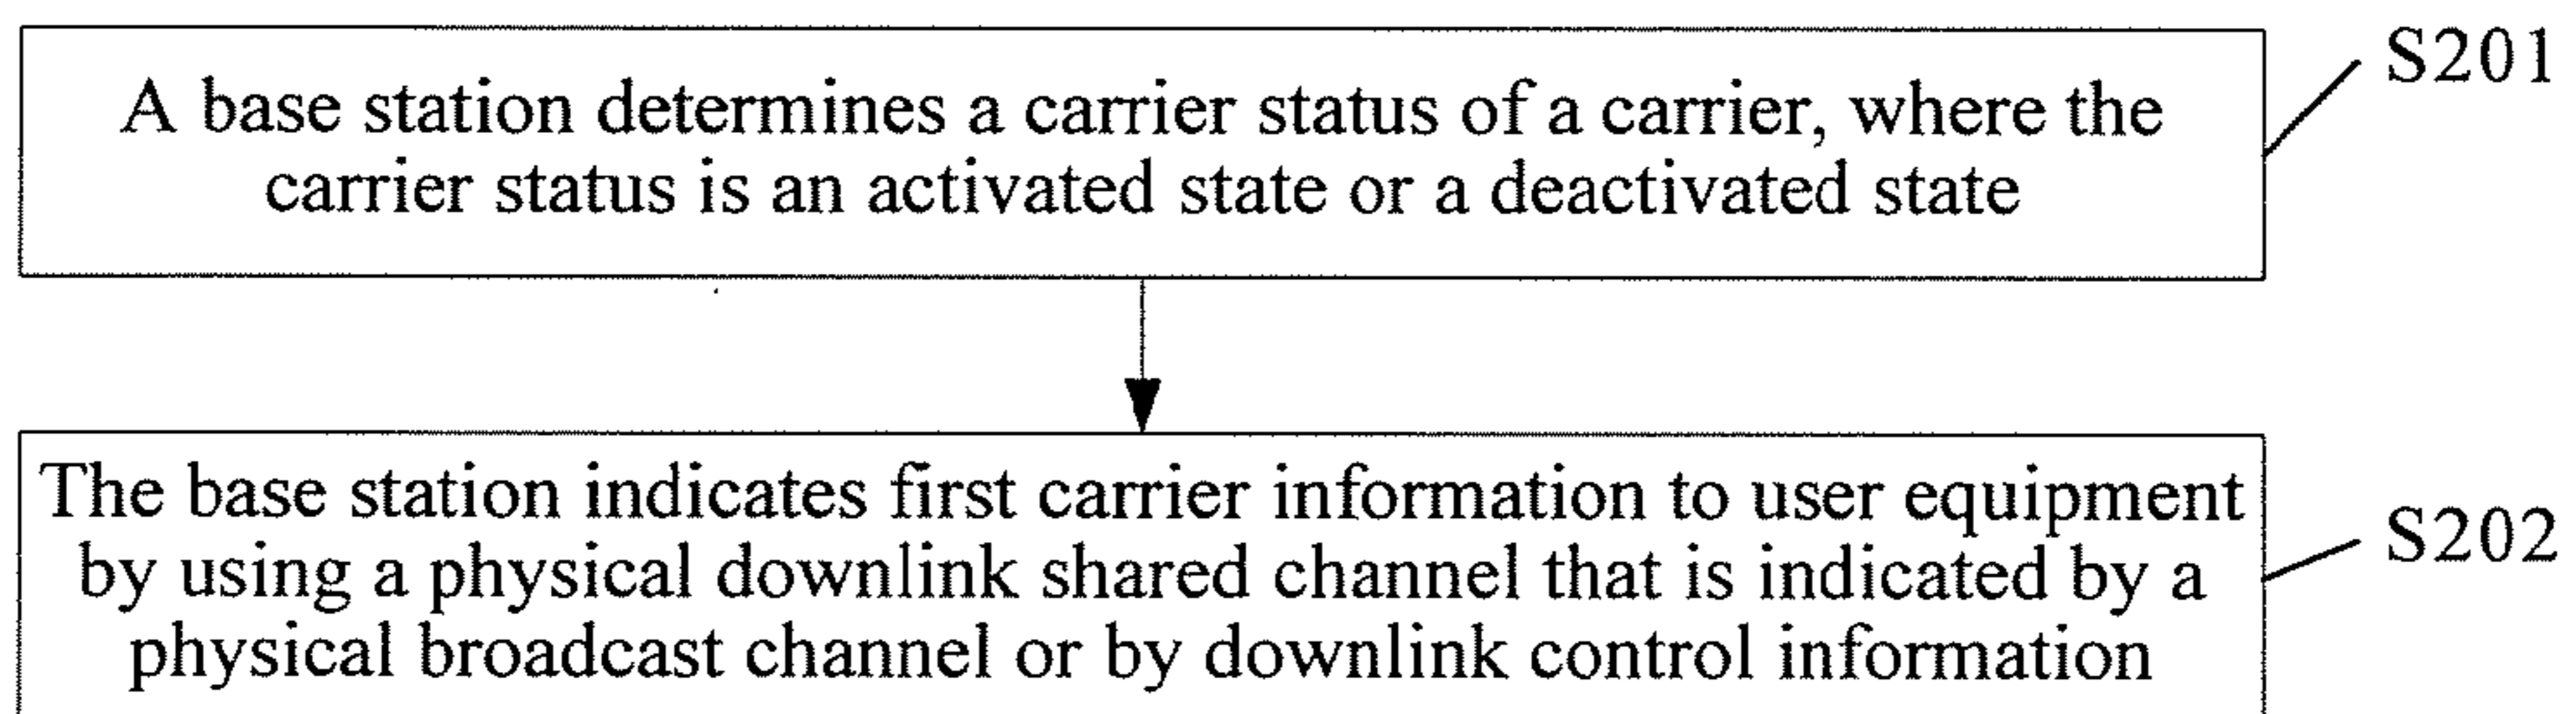 A base station determines a carrier status of a carrier, where the
carrier status is an activated state or a deactivated state
S201
The base station indicates first carrier information to user equipment
by using a physical downlink shared channel that is indicated by a
physical broadcast channel or by downlink control information
S202